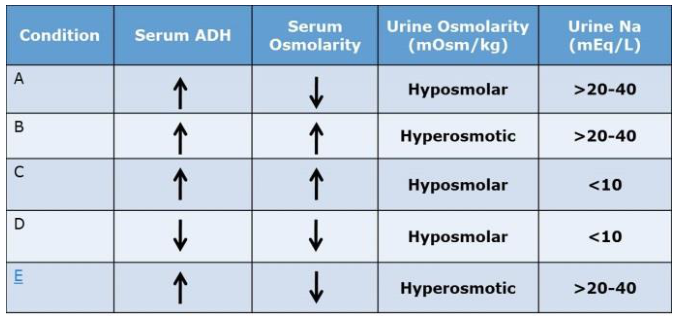 Condition Serum ADH Serum Osmolarity Urine Osmolarity (mOsm/kg) Urine Na (mEq/L)
A ↑ ↓ Hyposmolar >20-40
B ↑ ↑ Hyperosmotic >20-40
C ↑ ↑ Hyposmolar <10
D ↓ ↓ Hyposmolar <10
E ↑ ↓ Hyperosmotic >20-40